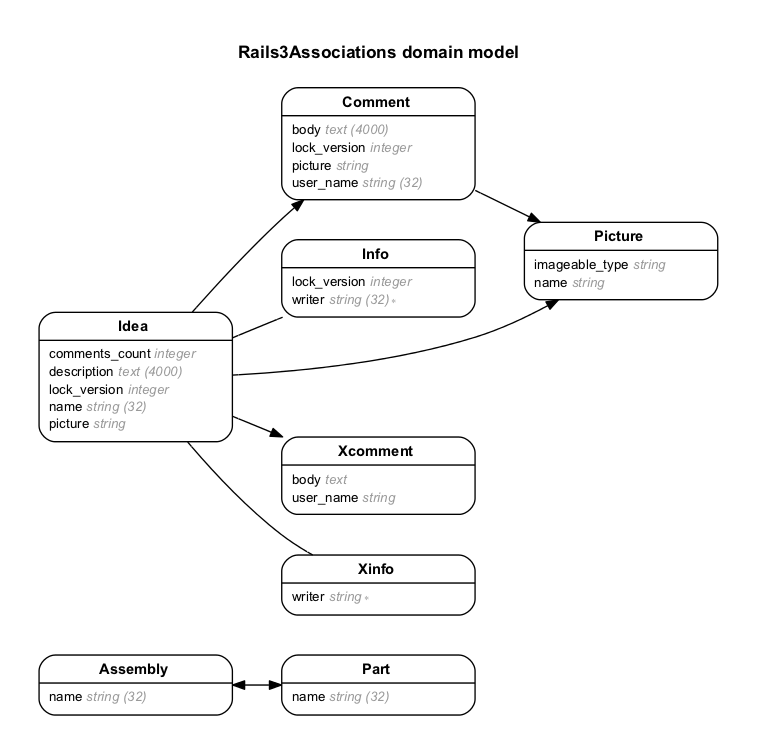 Rails3Associations domain model
Comment
body text (4000)
lock_version integer
picture string
user_name string (32)
Picture
imageable_type string
name string
Info
lock_version integer
writer string (32) *
Idea
comments_count integer
description text (4000)
lock_version integer
name string (32)
picture string
Xcomment
body text
user_name string
Xinfo
writer string *
Assembly
name string (32)
Part
name string (32)